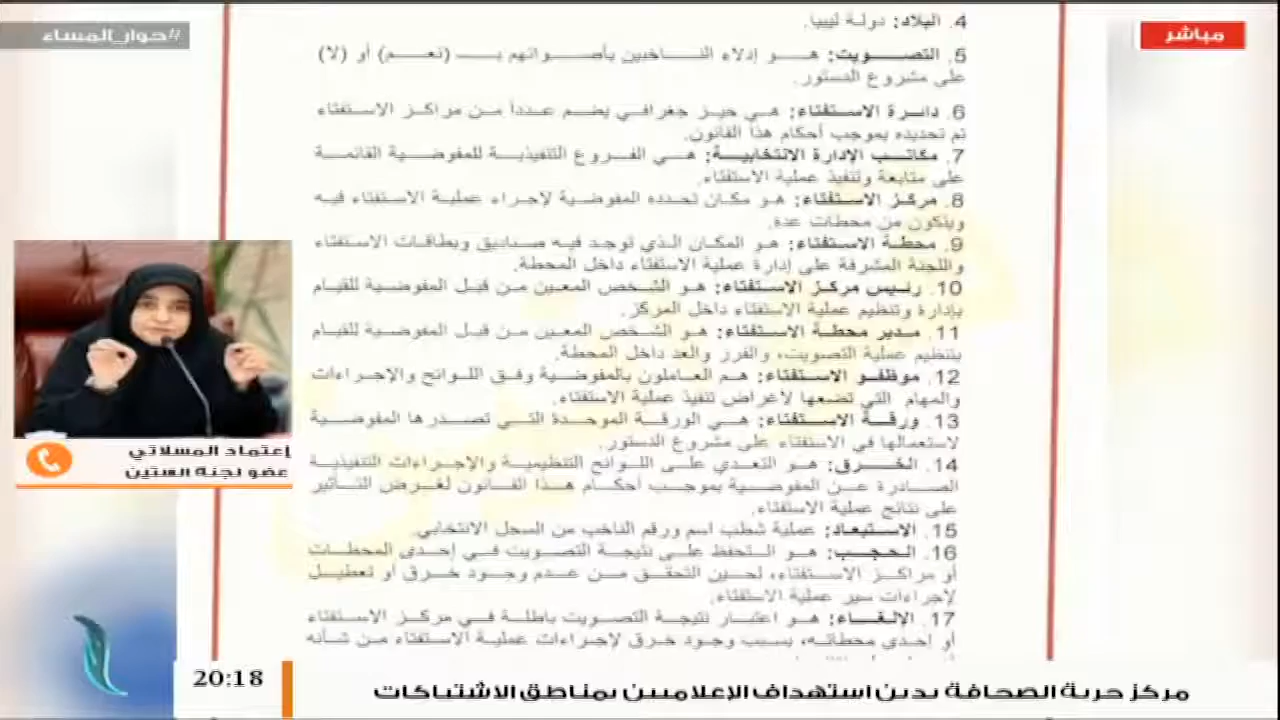 #حوار_المساء
مباشر
4. البلاد: دولة ليبيا.
5. التصويت: هو إدلاء الناخبين بأصواتهم بـ (نعم) أو (لا)
على مشروع الدستور.
6. دائرة الاستفتاء: هي حيز جغرافي يضم عدداً من مراكز الاستفتاء
تم تحديده بموجب أحكام هذا القانون.
7. مكاتب الإدارة الانتخابية: هي الفروع التنفيذية للمفوضية القائمة
على متابعة وتنفيذ عملية الاستفتاء.
8. مركز الاستفتاء: هو مكان تحدده المفوضية لإجراء عملية الاستفتاء فيه
ويتكون من محطات عدة.
9. محطة الاستفتاء: هو المكان الذي توجد فيه صناديق وبطاقات الاستفتاء
واللجنة المشرفة على إدارة عملية الاستفتاء داخل المحطة.
10. رئيس مركز الاستفتاء: هو الشخص المعين من قبل المفوضية للقيام
بإدارة وتنظيم عملية الاستفتاء داخل المركز.
11. مدير محطة الاستفتاء: هو الشخص المعين من قبل المفوضية للقيام
بتنظيم عملية التصويت، والفرز والعد داخل المحطة.
12. موظفو الاستفتاء: هم العاملون بالمفوضية وفق اللوائح والإجراءات
والمهام التي تضعها لأغراض تنفيذ عملية الاستفتاء.
13. ورقة الاستفتاء: هي الورقة الموحدة التي تصدرها المفوضية
لاستعمالها في الاستفتاء على مشروع الدستور.
14. الخرق: هو التعدي على اللوائح التنظيمية والإجراءات التنفيذية
الصادرة عن المفوضية بموجب أحكام هذا القانون لغرض التأثير
على نتائج عملية الاستفتاء.
15. الاستبعاد: عملية شطب اسم ورقم الناخب من السجل الانتخابي.
16. الحجب: هو التحفظ على نتيجة التصويت في إحدى المحطات
أو مراكز الاستفتاء، لحين التحقق من عدم وجود خرق أو تعطيل
لإجراءات سير عملية الاستفتاء.
17. الإلغاء: هو اعتبار نتيجة التصويت باطلة في مركز الاستفتاء
أو إحدى محطاته، بسبب وجود خرق لإجراءات عملية الاستفتاء من شأنه
إعتماد المسلاتي
عضو لجنة الستين
20:18
مركز حرية الصحافة يدين استهداف الإعلاميين بمناطق الاشتباكات